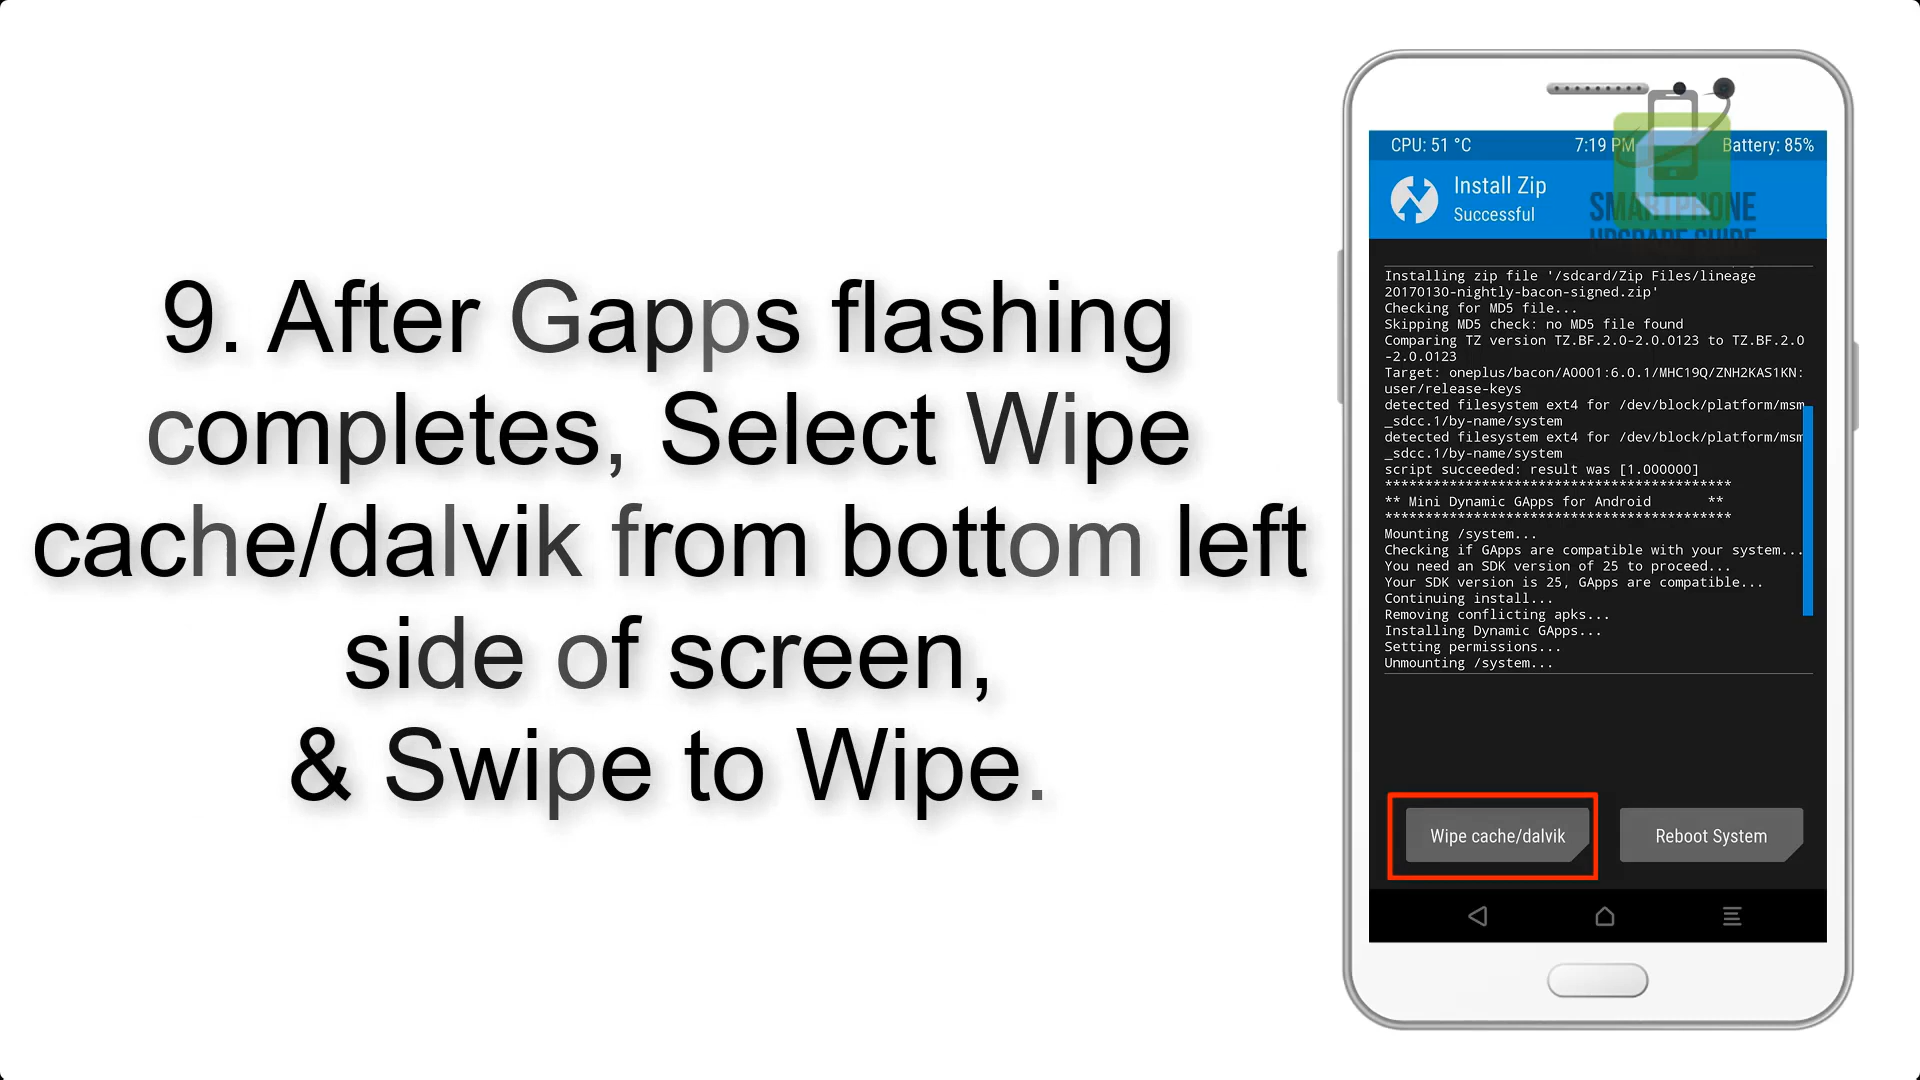 9. After Gapps flashing
completes, Select Wipe
cache/dalvik from bottom left
side of screen,
& Swipe to Wipe.
CPU: 51 °C 7:19 PM Battery: 85%
Install Zip
Successful
SMARTPHONE
UPGRADE GUIDE
Installing zip file '/sdcard/Zip Files/lineage
20170130-nightly-bacon-signed.zip'
Checking for MD5 file...
Skipping MD5 check: no MD5 file found
Comparing TZ version TZ.BF.2.0-2.0.0123 to TZ.BF.2.0
-2.0.0123
Target: oneplus/bacon/A0001:6.0.1/MHC19Q/ZNH2KAS1KN:
user/release-keys
detected filesystem ext4 for /dev/block/platform/msm
_sdcc.1/by-name/system
detected filesystem ext4 for /dev/block/platform/msm
_sdcc.1/by-name/system
script succeeded: result was [1.000000]
*******************************************
** Mini Dynamic GApps for Android **
*******************************************
Mounting /system...
Checking if GApps are compatible with your system...
You need an SDK version of 25 to proceed...
Your SDK version is 25, GApps are compatible...
Continuing install...
Removing conflicting apks...
Installing Dynamic GApps...
Setting permissions...
Unmounting /system...
Wipe cache/dalvik Reboot System